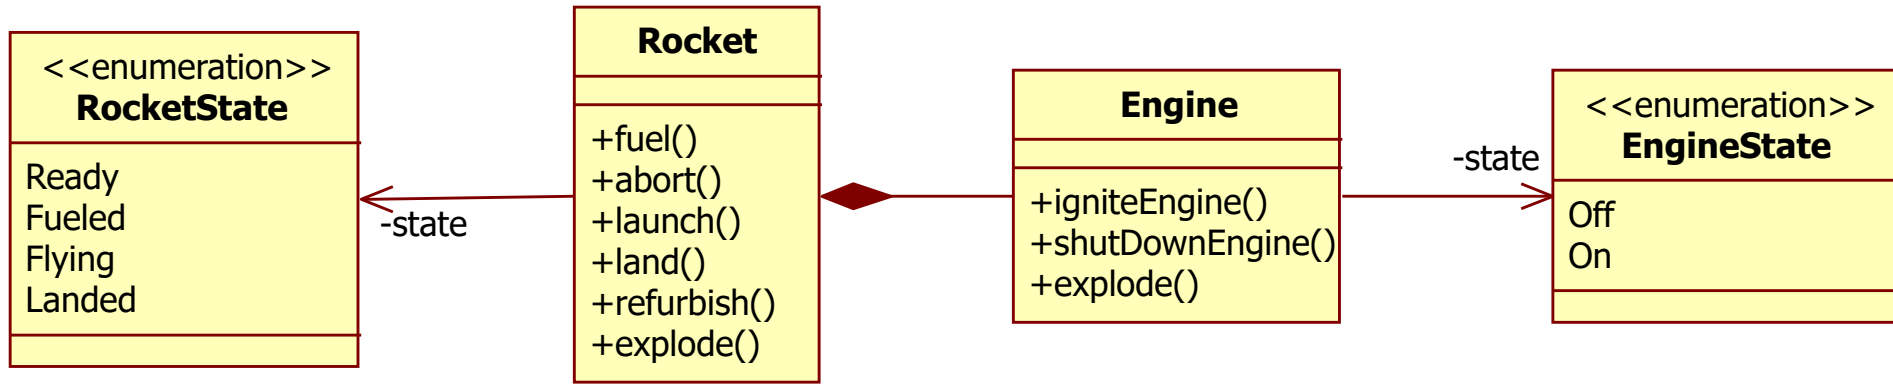 <<enumeration>>
RocketState
Ready
Fueled
Flying
Landed
-state
Rocket
+fuel()
+abort()
+launch()
+land()
+refurbish()
+explode()
Engine
+igniteEngine()
+shutDownEngine()
+explode()
-state
<<enumeration>>
EngineState
Off
On